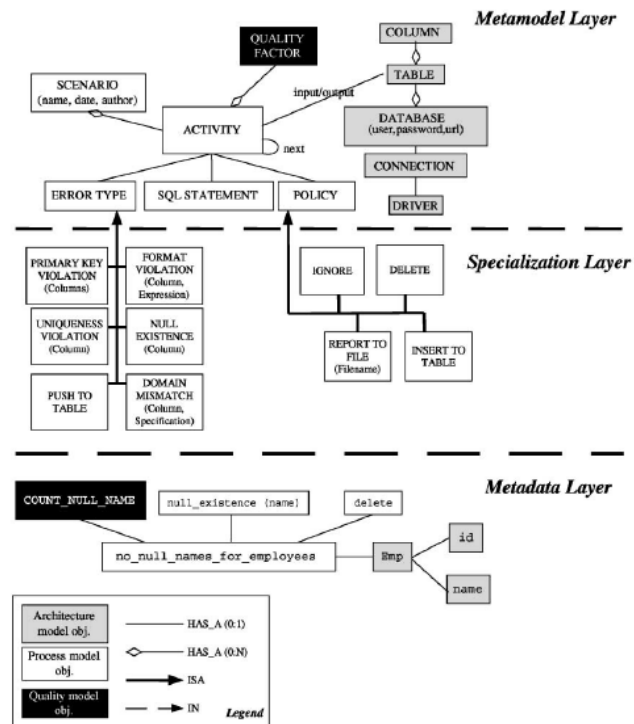 Metamodel Layer
QUALITY
FACTOR
COLUMN
SCENARIO
(name, date, author)
input/output
TABLE
ACTIVITY
DATABASE
(user,password,url)
next
CONNECTION
ERROR TYPE
SQL STATEMENT
POLICY
DRIVER
Specialization Layer
PRIMARY KEY
VIOLATION
(Columns)
FORMAT
VIOLATION
(Column,
Expression)
IGNORE
DELETE
UNIQUENESS
VIOLATION
(Column)
NULL
EXISTENCE
(Column)
REPORT TO
FILE
(Filename)
INSERT TO
TABLE
PUSH TO
TABLE
DOMAIN
MISMATCH
(Column,
Specification)
Metadata Layer
COUNT_NULL_NAME
null_existence (name)
delete
no_null_names_for_employees
Emp
id
name
Architecture
model obj.
HAS_A (0:1)
Process model
obj.
HAS_A (0:N)
ISA
Quality model
obj.
IN
Legend